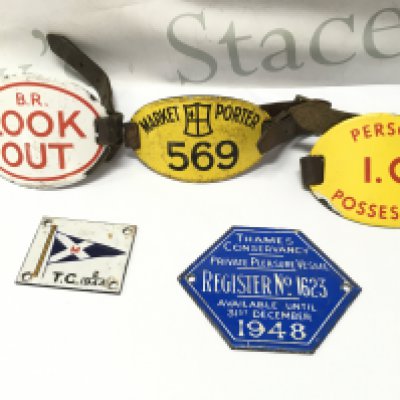 Stace
B.R.
LOOK
OUT
MARKET PORTER
569
PERS
I.
POSSES
T.C.
THAMES
CONSERVANCY
PRIVATE PLEASURE VESSEL
REGISTER No. 1623
AVAILABLE UNTIL
31ST DECEMBER
1948